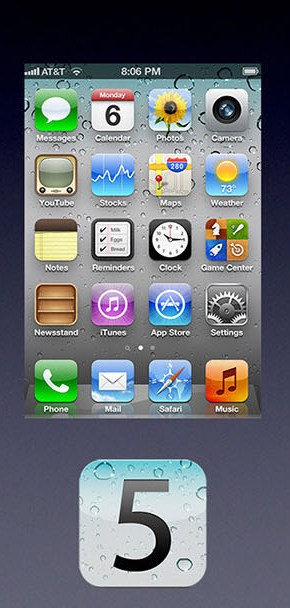 AT&T 8:06 PM
Messages Calendar Photos Camera
Monday
6
YouTube Stocks Maps Weather
280
73°
Notes Reminders Clock Game Center
Milk
Eggs
Bread
Newsstand iTunes App Store Settings
Phone Mail Safari Music
5